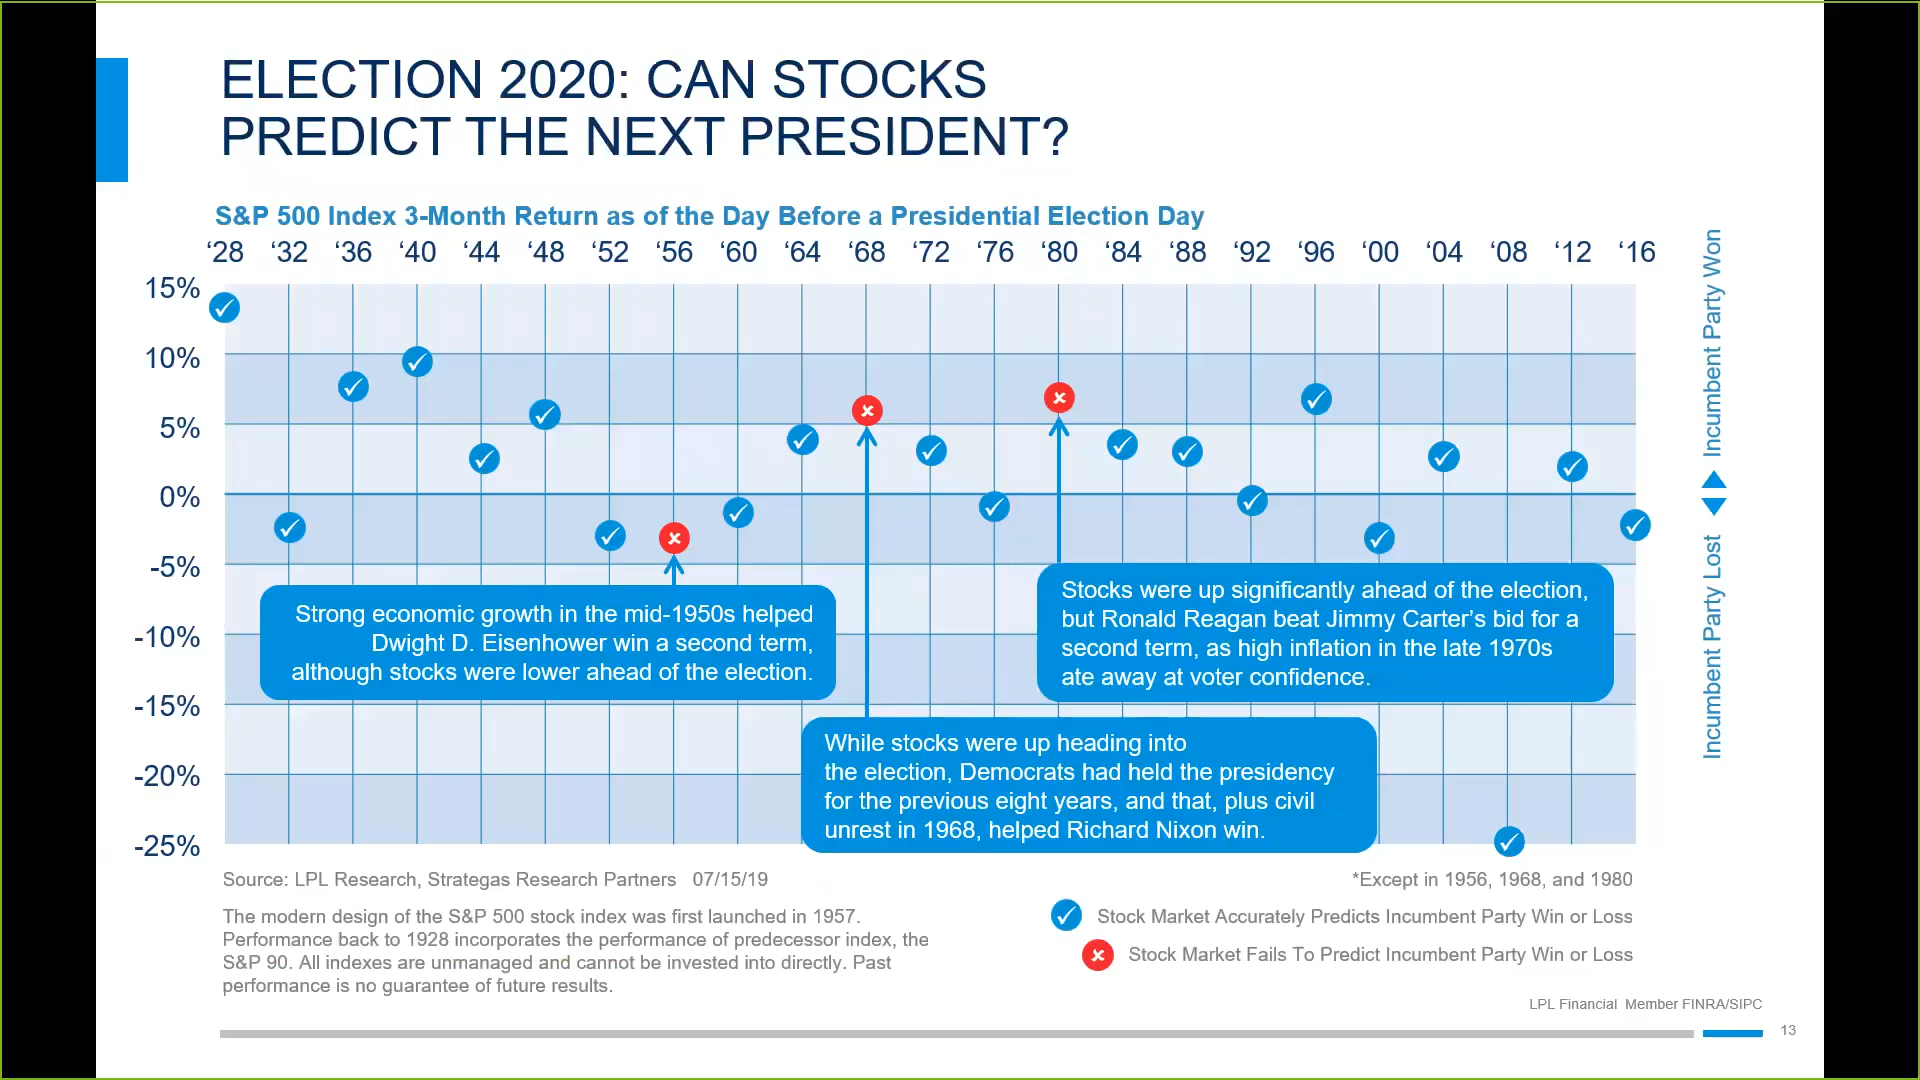 ELECTION 2020: CAN STOCKS
PREDICT THE NEXT PRESIDENT?
S&P 500 Index 3-Month Return as of the Day Before a Presidential Election Day
‘28 ‘32 ‘36 ‘40 ‘44 ‘48 ‘52 ‘56 ‘60 ‘64 ‘68 ‘72 ‘76 ‘80 ‘84 ‘88 ‘92 ‘96 ‘00 ‘04 ‘08 ‘12 ‘16
15%
10%
5%
0%
-5%
-10%
-15%
-20%
-25%
Incumbent Party Won
Incumbent Party Lost
Strong economic growth in the mid-1950s helped
Dwight D. Eisenhower win a second term,
although stocks were lower ahead of the election.
Stocks were up significantly ahead of the election,
but Ronald Reagan beat Jimmy Carter’s bid for a
second term, as high inflation in the late 1970s
ate away at voter confidence.
While stocks were up heading into
the election, Democrats had held the presidency
for the previous eight years, and that, plus civil
unrest in 1968, helped Richard Nixon win.
Source: LPL Research, Strategas Research Partners 07/15/19
*Except in 1956, 1968, and 1980
The modern design of the S&P 500 stock index was first launched in 1957.
Performance back to 1928 incorporates the performance of predecessor index, the
S&P 90. All indexes are unmanaged and cannot be invested into directly. Past
performance is no guarantee of future results.
Stock Market Accurately Predicts Incumbent Party Win or Loss
Stock Market Fails To Predict Incumbent Party Win or Loss
LPL Financial Member FINRA/SIPC
13